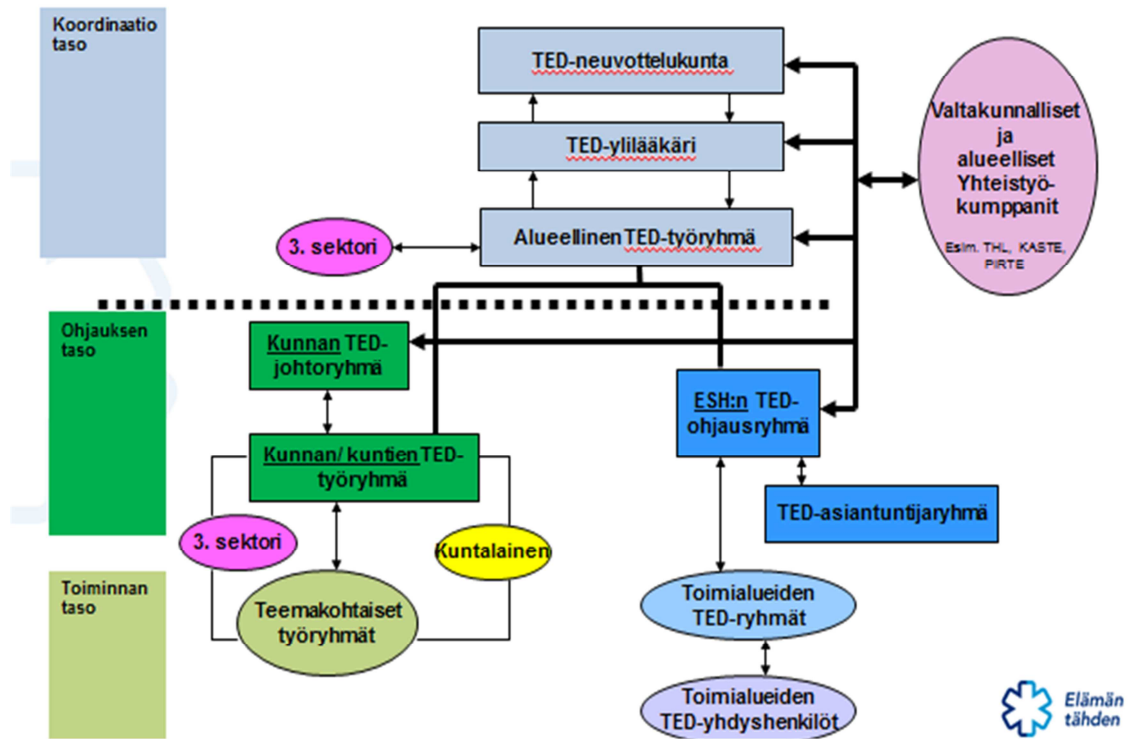 Koordinaatio
taso
TED-neuvottelukunta
TED-ylilääkäri
Alueellinen TED-työryhmä
3. sektori
Valtakunnalliset
ja
alueelliset
Yhteistyö-
kumppanit
Esim. THL, KASTE,
PIRTE
Ohjauksen
taso
Kunnan TED-
johtoryhmä
ESH:n TED-
ohjausryhmä
Kunnan/ kuntien TED-
työryhmä
TED-asiantuntijaryhmä
3. sektori
Kuntalainen
Toiminnan
taso
Teemakohtaiset
työryhmät
Toimialueiden
TED-ryhmät
Toimialueiden
TED-yhdyshenkilöt
Elämän
tähden